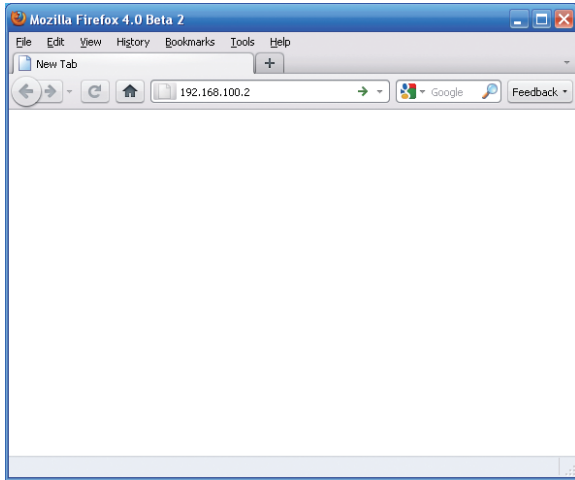 Mozilla Firefox 4.0 Beta 2
File Edit View History Bookmarks Tools Help
New Tab
192.168.100.2 Google Feedback